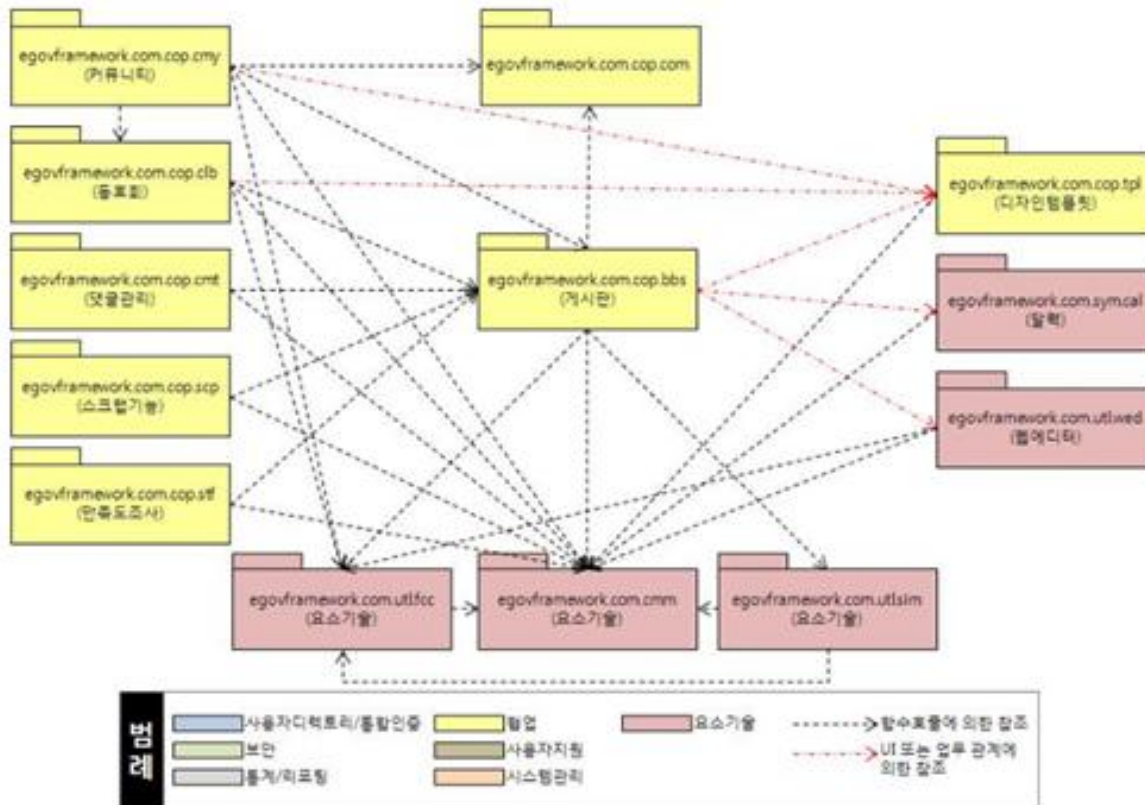 egovframework.com.cop.cmy
(커뮤니티)
egovframework.com.cop.com
egovframework.com.cop.clb
(동호회)
egovframework.com.cop.tpl
(디자인템플릿)
egovframework.com.cop.cmt
(댓글관리)
egovframework.com.cop.bbs
(게시판)
egovframework.com.sym.cal
(달력)
egovframework.com.cop.scp
(스크랩기능)
egovframework.com.utl.wed
(웹에디터)
egovframework.com.cop.stf
(만족도조사)
egovframework.com.utl.fcc
(요소기술)
egovframework.com.cmm
(요소기술)
egovframework.com.utl.sim
(요소기술)
범례
사용자디렉토리/통합인증
협업
요소기술
함수호출에 의한 참조
보안
사용자지원
UI 또는 업무 관계에
의한 참조
통계/리포팅
시스템관리